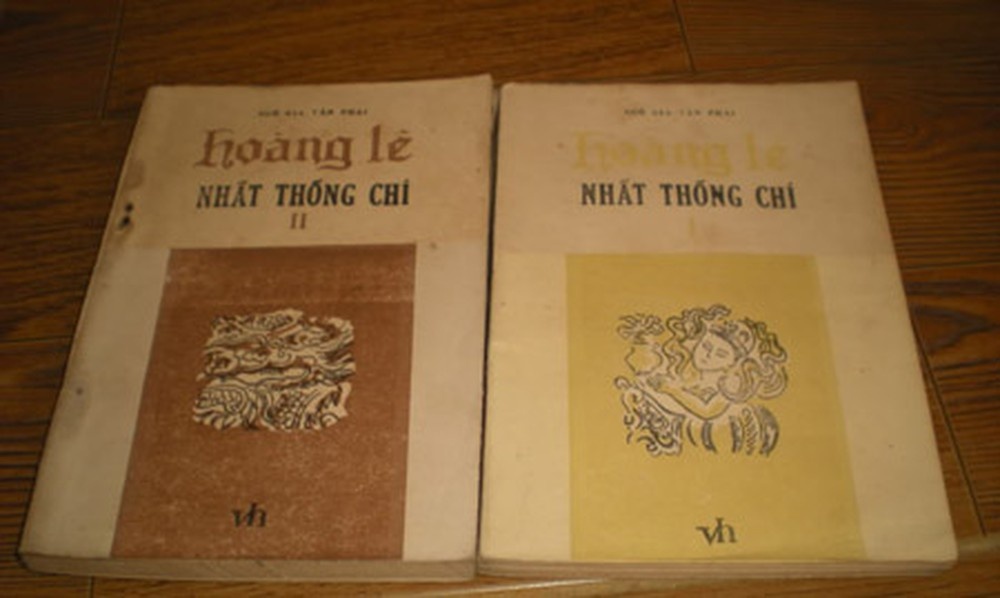 NGÔ GIA VĂN PHÁI
hoàng lê
NHẤT THỐNG CHÍ
II
vh
NGÔ GIA VĂN PHÁI
hoàng lê
NHẤT THỐNG CHÍ
I
vh